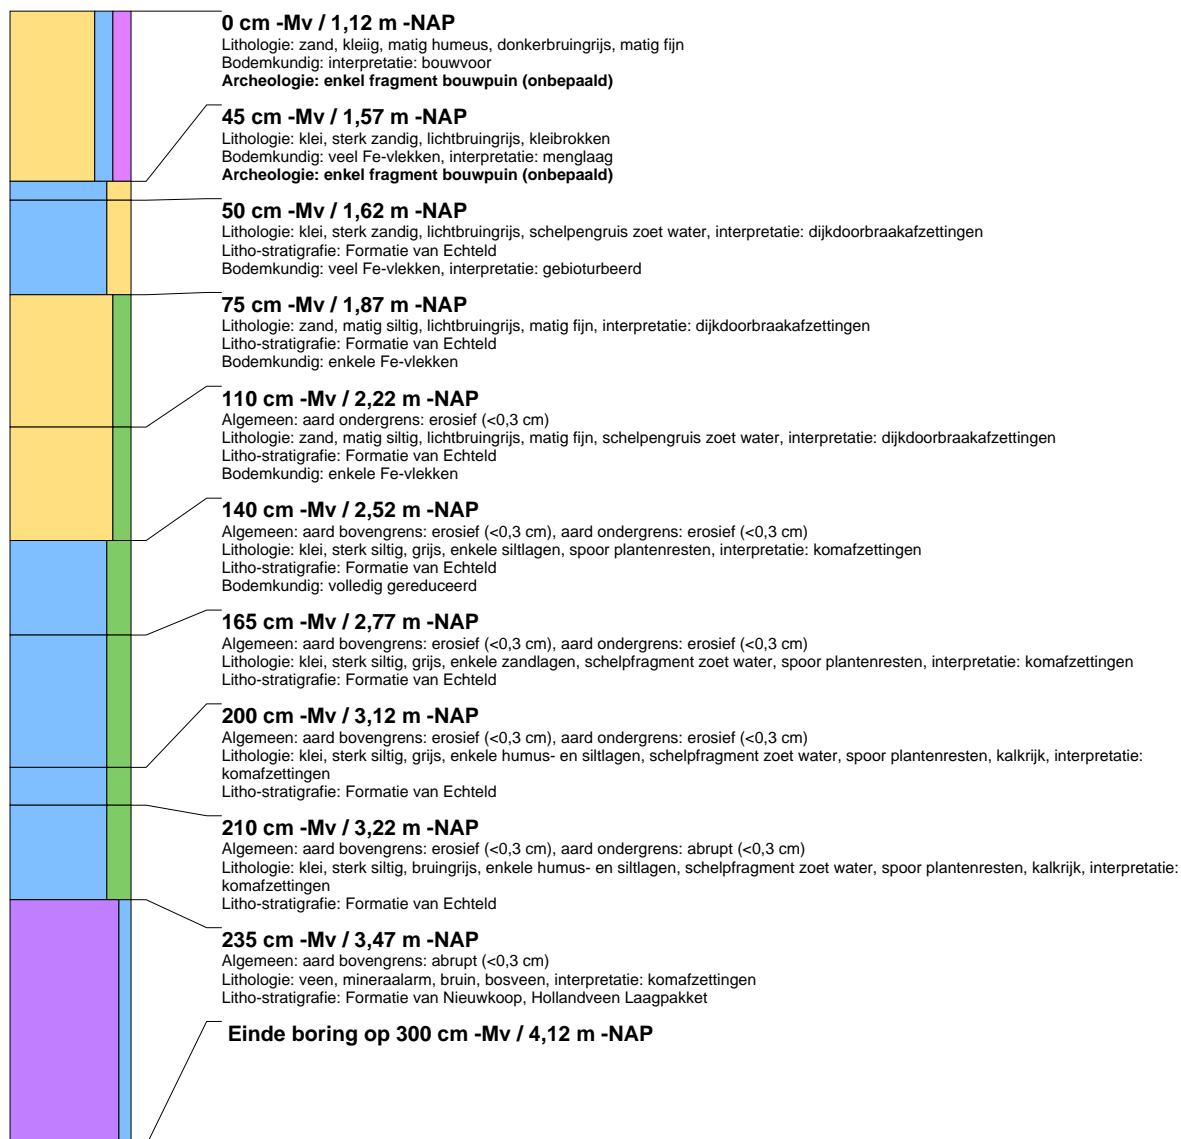 0 cm -Mv / 1,12 m -NAP
Lithologie: zand, kleiig, matig humeus, donkerbruingrijs, matig fijn
Bodemkundig: interpretatie: bouwvoor
Archeologie: enkel fragment bouwpuin (onbepaald)
45 cm -Mv / 1,57 m -NAP
Lithologie: klei, sterk zandig, lichtbruingrijs, kleibrokken
Bodemkundig: veel Fe-vlekken, interpretatie: menglaag
Archeologie: enkel fragment bouwpuin (onbepaald)
50 cm -Mv / 1,62 m -NAP
Lithologie: klei, sterk zandig, lichtbruingrijs, schelpengruis zoet water, interpretatie: dijkdoorbraakafzettingen
Litho-stratigrafie: Formatie van Echteld
Bodemkundig: veel Fe-vlekken, interpretatie: gebioturbeerd
75 cm -Mv / 1,87 m -NAP
Lithologie: zand, matig siltig, lichtbruingrijs, matig fijn, interpretatie: dijkdoorbraakafzettingen
Litho-stratigrafie: Formatie van Echteld
Bodemkundig: enkele Fe-vlekken
110 cm -Mv / 2,22 m -NAP
Algemeen: aard ondergrens: erosief (<0,3 cm)
Lithologie: zand, matig siltig, lichtbruingrijs, matig fijn, schelpengruis zoet water, interpretatie: dijkdoorbraakafzettingen
Litho-stratigrafie: Formatie van Echteld
Bodemkundig: enkele Fe-vlekken
140 cm -Mv / 2,52 m -NAP
Algemeen: aard bovengrens: erosief (<0,3 cm), aard ondergrens: erosief (<0,3 cm)
Lithologie: klei, sterk siltig, grijs, enkele siltlagen, spoor plantenresten, interpretatie: komafzettingen
Litho-stratigrafie: Formatie van Echteld
Bodemkundig: volledig gereduceerd
165 cm -Mv / 2,77 m -NAP
Algemeen: aard bovengrens: erosief (<0,3 cm), aard ondergrens: erosief (<0,3 cm)
Lithologie: klei, sterk siltig, grijs, enkele zandlagen, schelpfragment zoet water, spoor plantenresten, interpretatie: komafzettingen
Litho-stratigrafie: Formatie van Echteld
200 cm -Mv / 3,12 m -NAP
Algemeen: aard bovengrens: erosief (<0,3 cm), aard ondergrens: erosief (<0,3 cm)
Lithologie: klei, sterk siltig, grijs, enkele humus- en siltlagen, schelpfragment zoet water, spoor plantenresten, kalkrijk, interpretatie:
komafzettingen
Litho-stratigrafie: Formatie van Echteld
210 cm -Mv / 3,22 m -NAP
Algemeen: aard bovengrens: erosief (<0,3 cm), aard ondergrens: abrupt (<0,3 cm)
Lithologie: klei, sterk siltig, bruingrijs, enkele humus- en siltlagen, schelpfragment zoet water, spoor plantenresten, kalkrijk, interpretatie:
komafzettingen
Litho-stratigrafie: Formatie van Echteld
235 cm -Mv / 3,47 m -NAP
Algemeen: aard bovengrens: abrupt (<0,3 cm)
Lithologie: veen, mineraalarm, bruin, bosveen, interpretatie: komafzettingen
Litho-stratigrafie: Formatie van Nieuwkoop, Hollandveen Laagpakket
Einde boring op 300 cm -Mv / 4,12 m -NAP